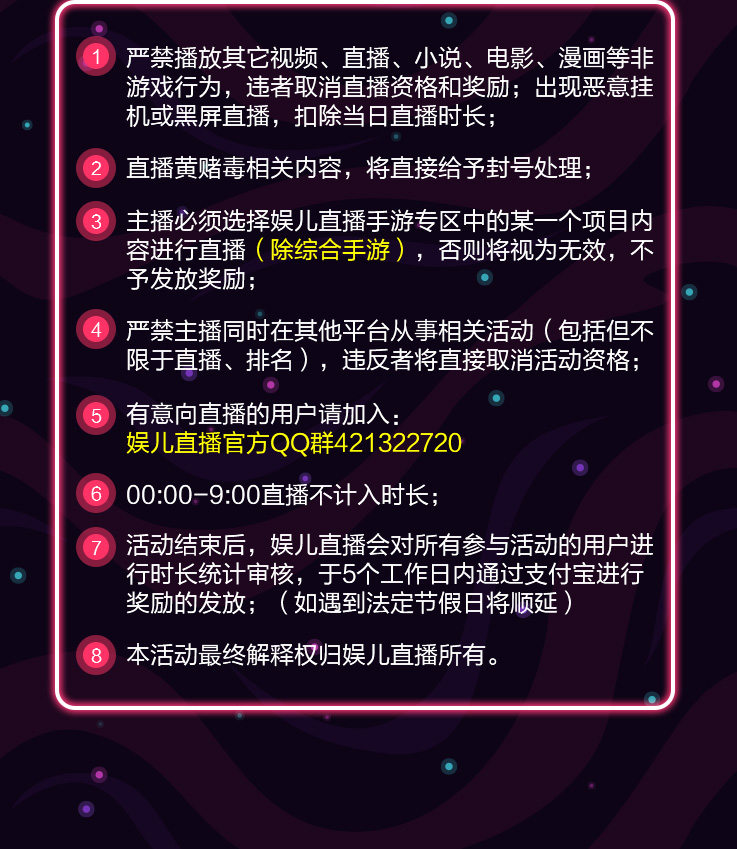 1 严禁播放其它视频、直播、小说、电影、漫画等非
游戏行为，违者取消直播资格和奖励；出现恶意挂
机或黑屏直播，扣除当日直播时长；
2 直播黄赌毒相关内容，将直接给予封号处理；
3 主播必须选择娱儿直播手游专区中的某一个项目内
容进行直播（除综合手游），否则将视为无效，不
予发放奖励；
4 严禁主播同时在其他平台从事相关活动（包括但不
限于直播、排名），违反者将直接取消活动资格；
5 有意向直播的用户请加入：
娱儿直播官方QQ群421322720
6 00:00-9:00直播不计入时长；
7 活动结束后，娱儿直播会对所有参与活动的用户进
行时长统计审核，于5个工作日内通过支付宝进行
奖励的发放；（如遇到法定节假日将顺延）
8 本活动最终解释权归娱儿直播所有。